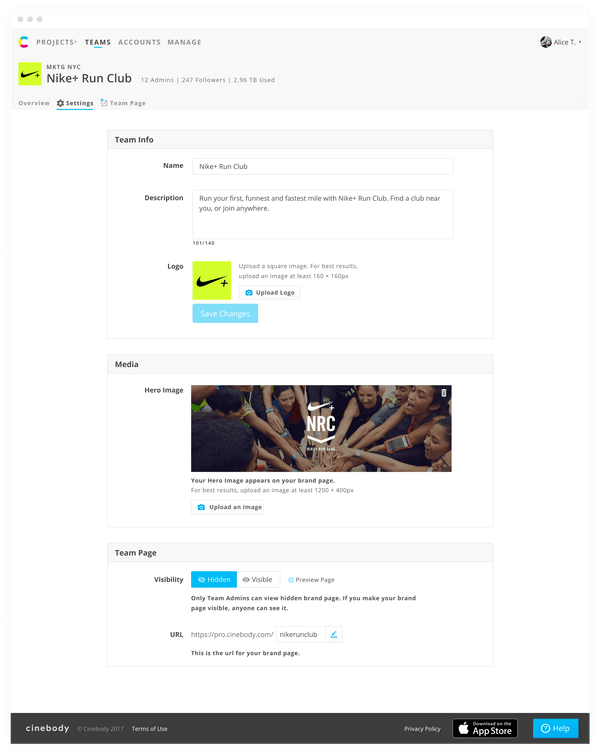 PROJECTS TEAMS ACCOUNTS MANAGE Alice T.
MKTG NYC
Nike+ Run Club 12 Admins | 247 Followers | 2.96 TB Used
Overview Settings Team Page
Team Info
Name Nike+ Run Club
Description Run your first, funnest and fastest mile with Nike+ Run Club. Find a club near
you, or join anywhere.
101/160
Logo Upload a square image. For best results,
upload an image at least 160 × 160px
Upload Logo
Save Changes
Media
Hero Image
NRC
NIKE+ RUN CLUB
Your Hero Image appears on your brand page.
For best results, upload an image at least 1200 × 400px
Upload an Image
Team Page
Visibility Hidden Visible Preview Page
Only Team Admins can view hidden brand page. If you make your brand
page visible, anyone can see it.
URL https://pro.cinebody.com/ nikerunclub
This is the url for your brand page.
cinebody © Cinebody 2017 Terms of Use Privacy Policy Download on the App Store Help